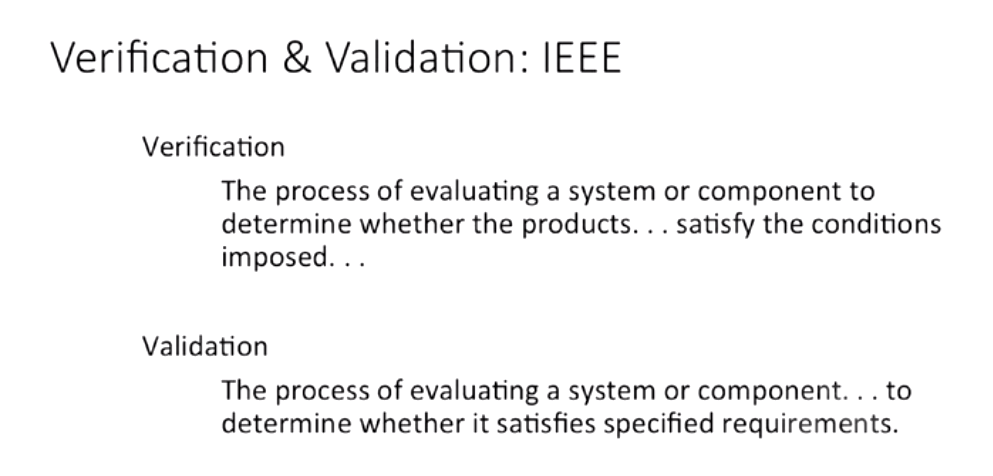 Verification & Validation: IEEE
Verification
The process of evaluating a system or component to
determine whether the products. . . satisfy the conditions
imposed. . .
Validation
The process of evaluating a system or component. . . to
determine whether it satisfies specified requirements.